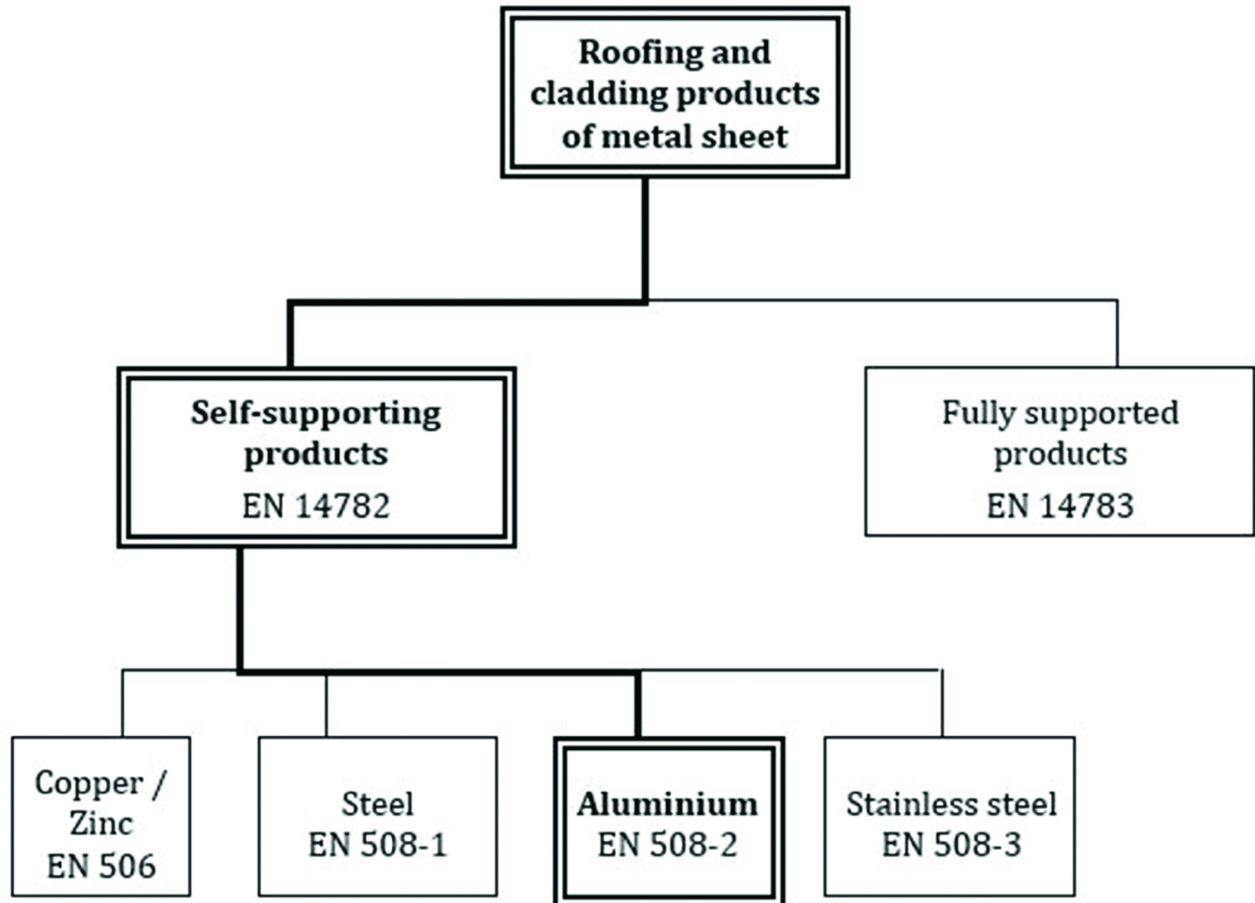 Roofing and
cladding products
of metal sheet
Self-supporting
products
EN 14782
Fully supported
products
EN 14783
Copper /
Zinc
EN 506
Steel
EN 508-1
Aluminium
EN 508-2
Stainless steel
EN 508-3